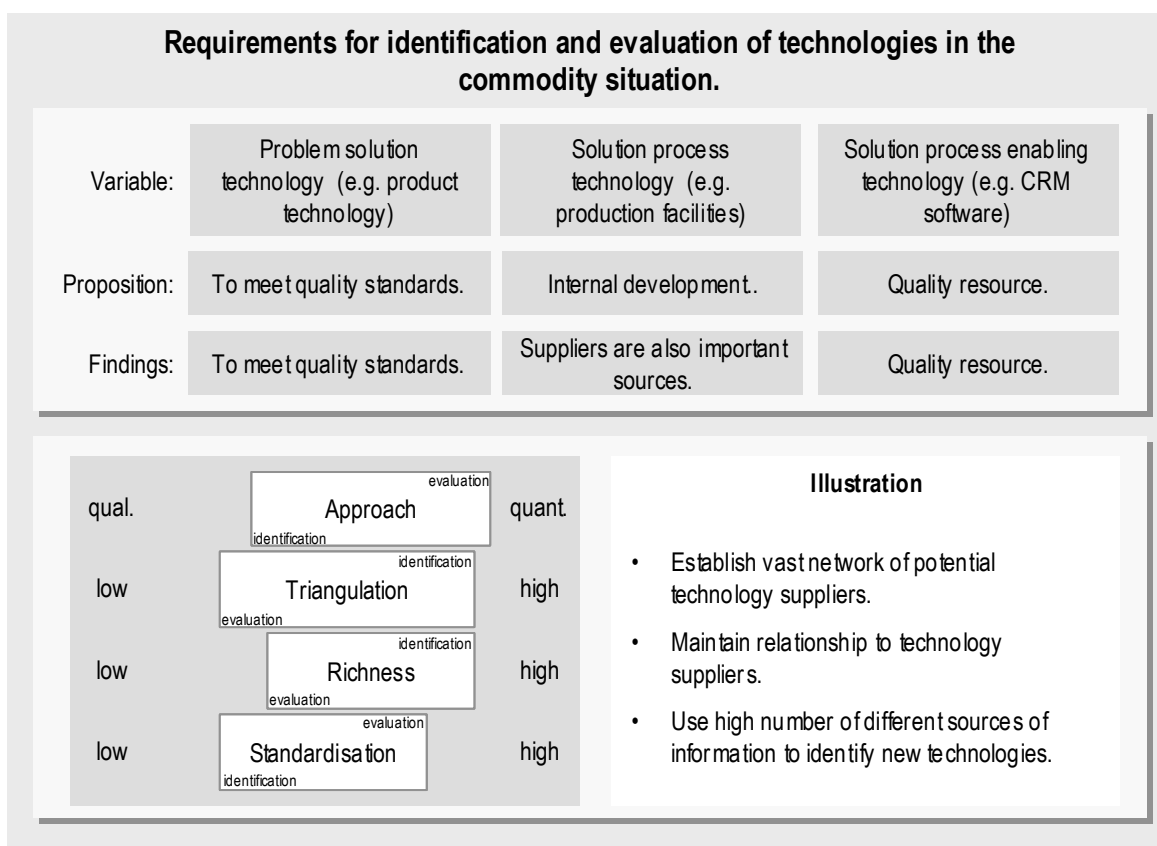 Requirements for identification and evaluation of technologies in the
commodity situation.
Variable:
Problem solution
technology (e.g. product
technology)
Solution process
technology (e.g.
production facilities)
Solution process enabling
technology (e.g. CRM
software)
Proposition:
To meet quality standards.
Internal development..
Quality resource.
Findings:
To meet quality standards.
Suppliers are also important
sources.
Quality resource.
qual.
evaluation
Approach
identification
quant.
low
identification
Triangulation
evaluation
high
low
identification
Richness
evaluation
high
low
evaluation
Standardisation
identification
high
Illustration
• Establish vast network of potential
technology suppliers.
• Maintain relationship to technology
suppliers.
• Use high number of different sources of
information to identify new technologies.